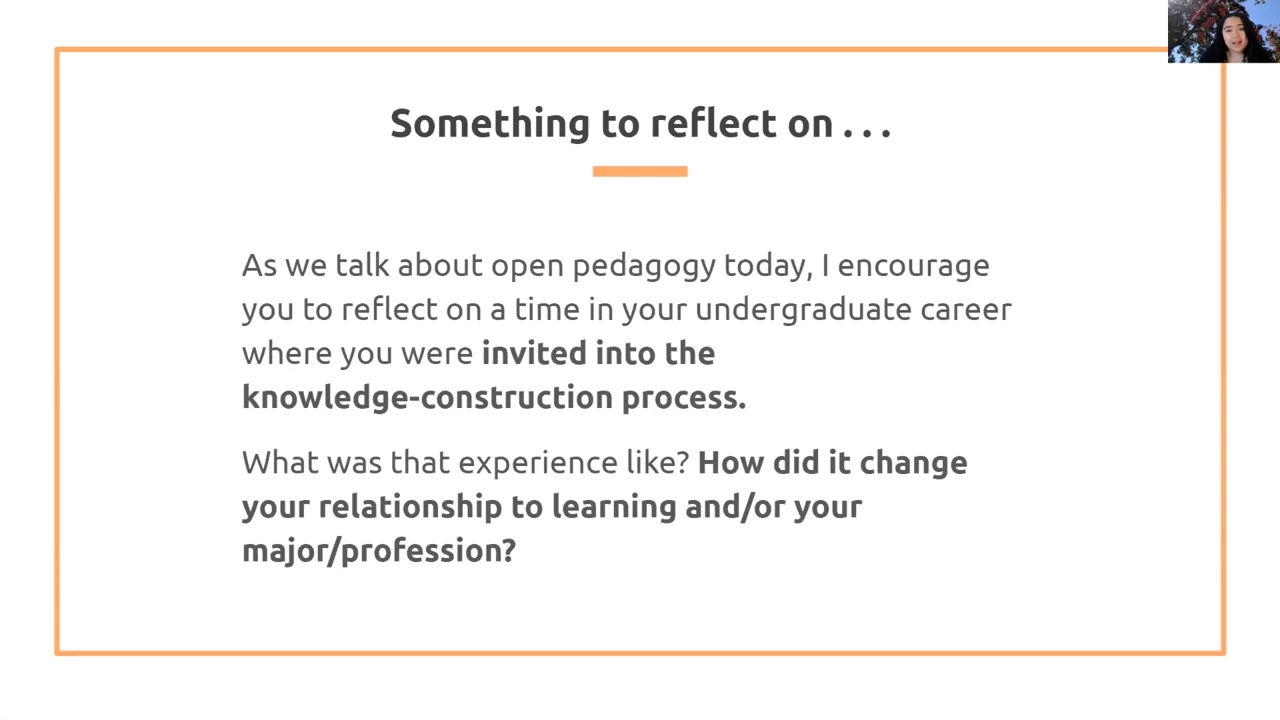 Something to reflect on . . .
As we talk about open pedagogy today, I encourage
you to reflect on a time in your undergraduate career
where you were invited into the
knowledge-construction process.
What was that experience like? How did it change
your relationship to learning and/or your
major/profession?